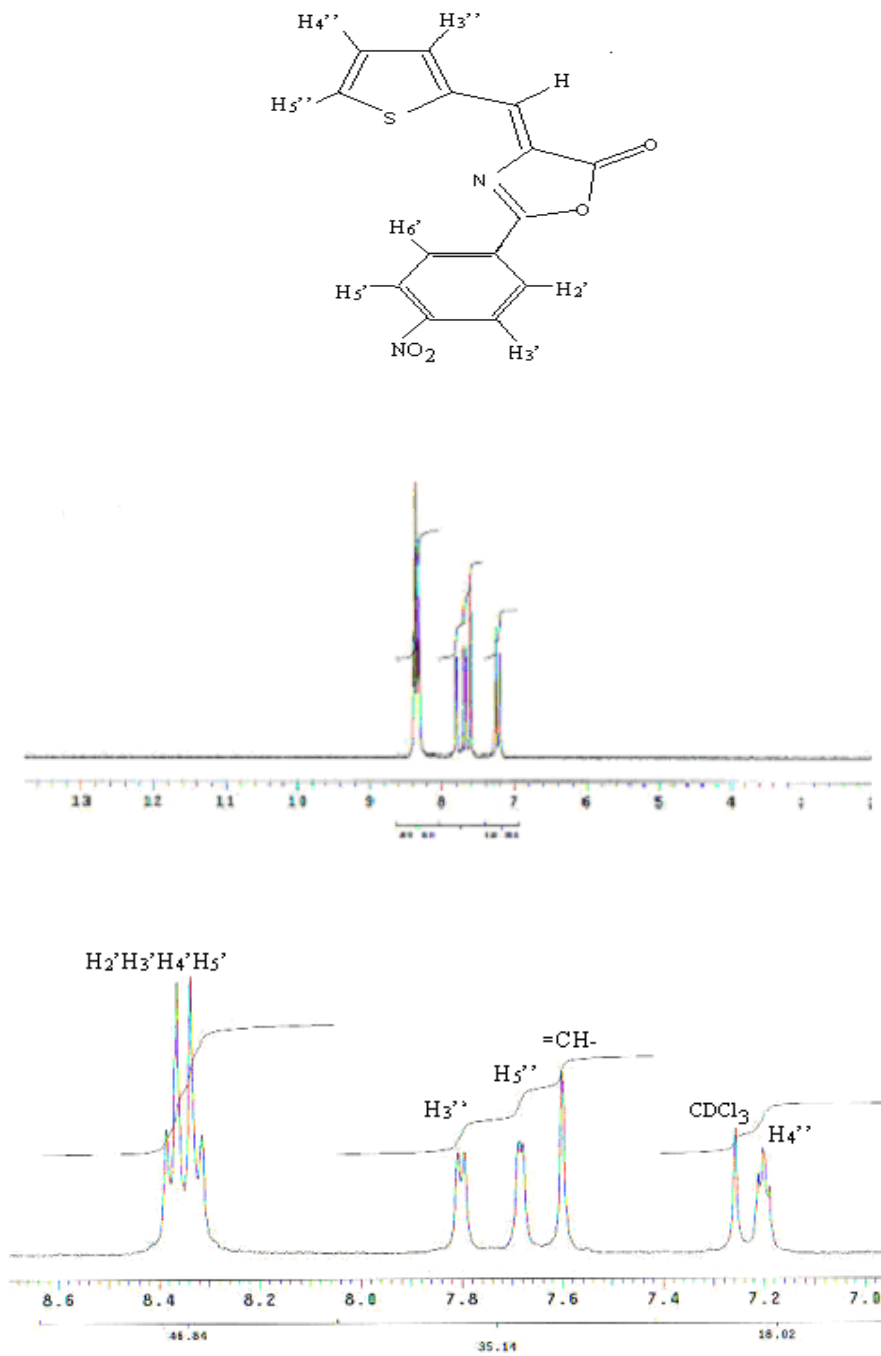 H4’’ H3’’
H
H5’’ S
O
N
O
H6’
H5’ H2’
NO2 H3’
13 12 11 10 9 8 7 6 5 4
H2’H3’H4’H5’
=CH-
H5’’
H3’‘
CDCl3
H4’’
8.6 8.4 8.2 8.0 7.8 7.6 7.4 7.2 7.0
46.84 18.02
35.14